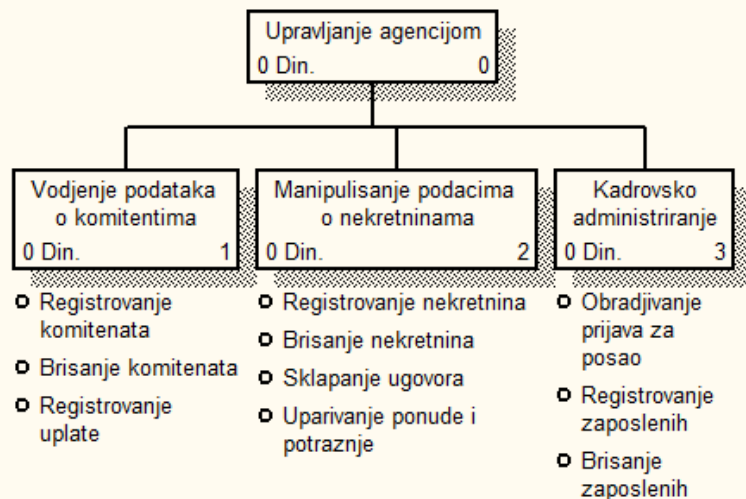 Upravljanje agencijom
0 Din. 0
Vodjenje podataka
o komitentima
0 Din. 1
Manipulisanje podacima
o nekretninama
0 Din. 2
Kadrovsko
administriranje
0 Din. 3
Registrovanje
komitenata
Brisanje komitenata
Registrovanje
uplate
Registrovanje nekretnina
Brisanje nekretnina
Sklapanje ugovora
Uparivanje ponude i
potraznje
Obradjivanje
prijava za
posao
Registrovanje
zaposlenih
Brisanje
zaposlenih